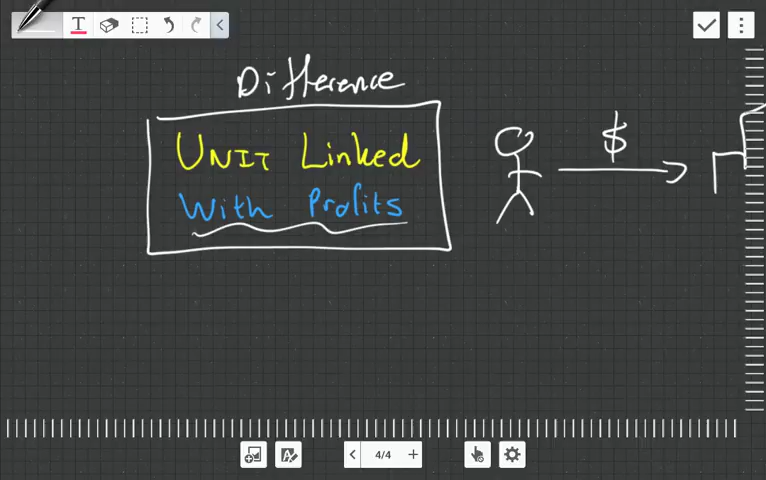 T
Difference
UNIT Linked
With Profits
$
4/4